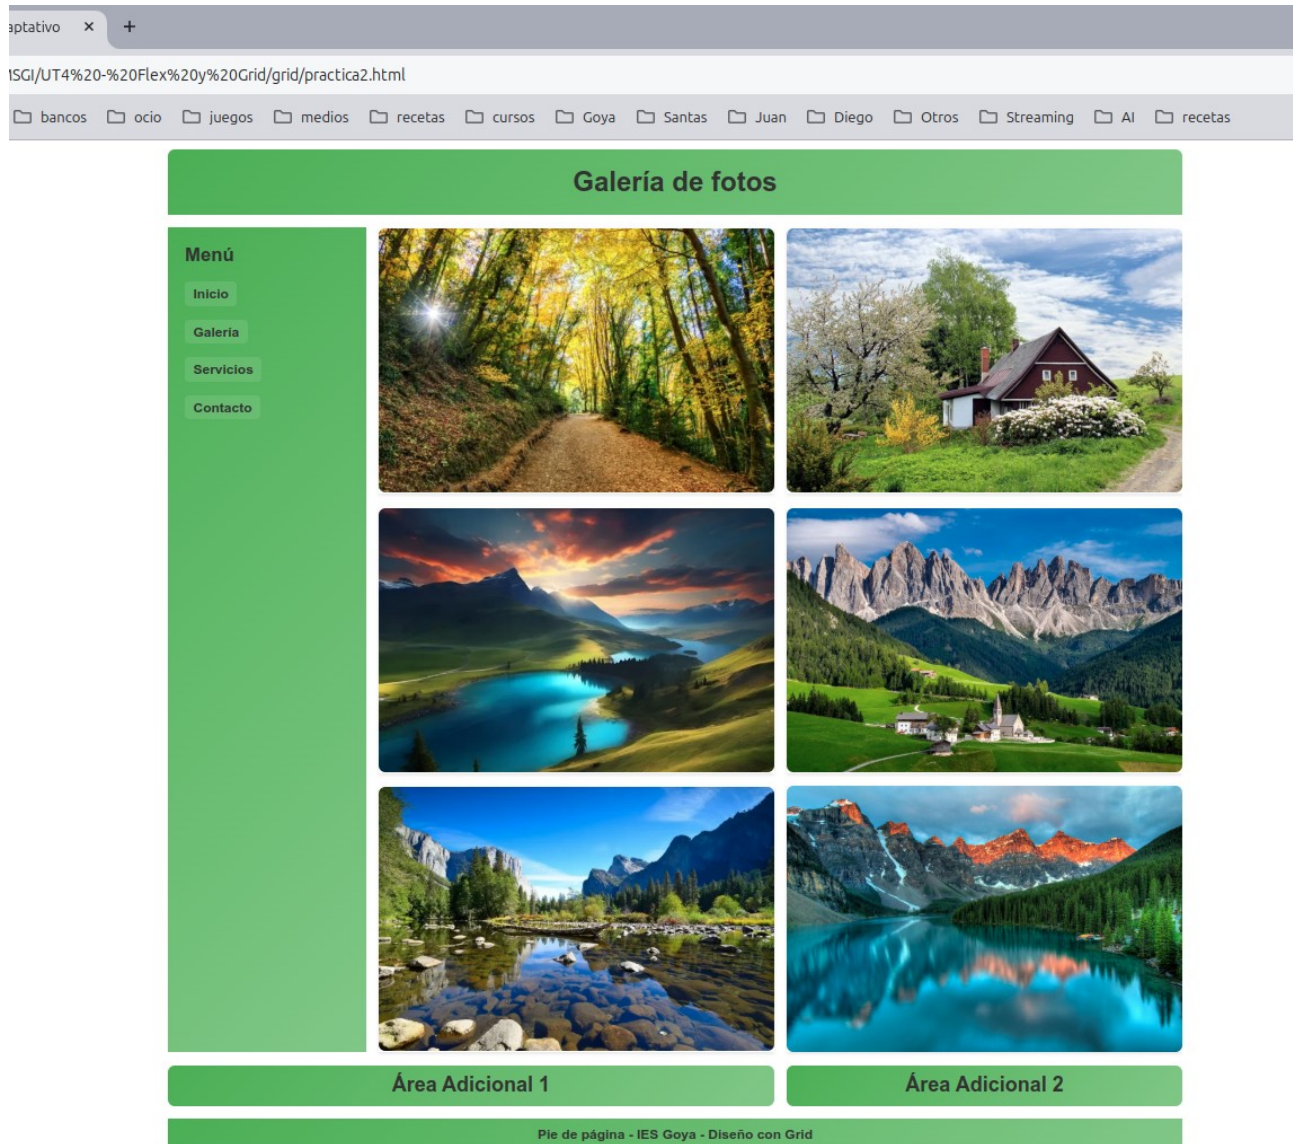 aptativo × +
MSGI/UT4%20-%20Flex%20y%20Grid/grid/practica2.html
bancos ocio juegos medios recetas cursos Goya Santas Juan Diego Otros Streaming AI recetas
Galería de fotos
Menú
Inicio
Galería
Servicios
Contacto
Área Adicional 1
Área Adicional 2
Pie de página - IES Goya - Diseño con Grid